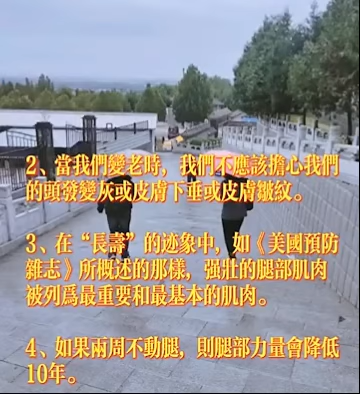 2、當我們變老時，我們不應該擔心我們
的頭發變灰或皮膚下垂或皮膚皺紋。
3、在“長壽”的迹象中，如《美國預防
雜志》所概述的那樣，强壯的腿部肌肉
被列爲最重要和最基本的肌肉。
4、如果兩周不動腿，則腿部力量會降低
10年。